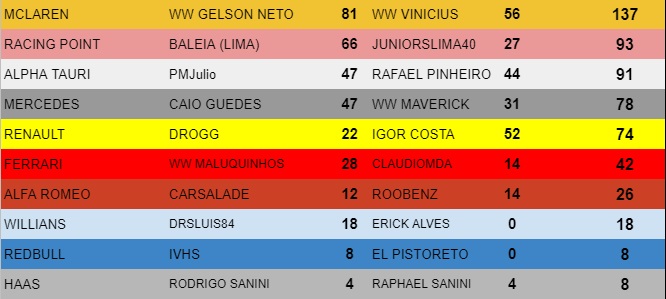 MCLAREN WW GELSON NETO 81 WW VINICIUS 56 137
RACING POINT BALEIA (LIMA) 66 JUNIORSLIMA40 27 93
ALPHA TAURI PMJulio 47 RAFAEL PINHEIRO 44 91
MERCEDES CAIO GUEDES 47 WW MAVERICK 31 78
RENAULT DROGG 22 IGOR COSTA 52 74
FERRARI WW MALUQUINHOS 28 CLAUDIOMDA 14 42
ALFA ROMEO CARSALADE 12 ROOBENZ 14 26
WILLIANS DRSLUIS84 18 ERICK ALVES 0 18
REDBULL IVHS 8 EL PISTORETO 0 8
HAAS RODRIGO SANINI 4 RAPHAEL SANINI 4 8